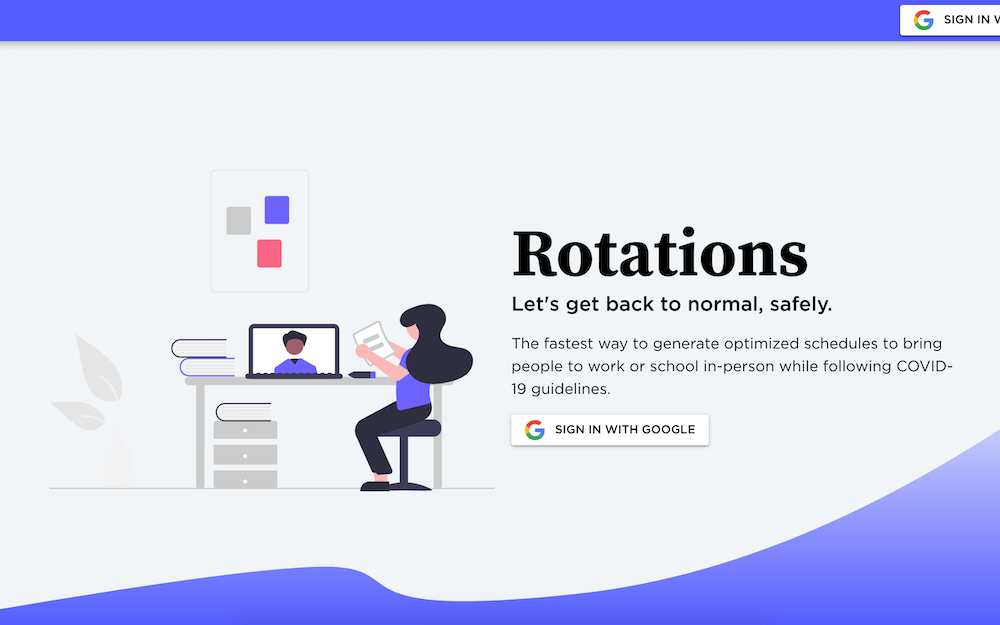 SIGN IN W
Rotations
Let's get back to normal, safely.
The fastest way to generate optimized schedules to bring
people to work or school in-person while following COVID-
19 guidelines.
SIGN IN WITH GOOGLE